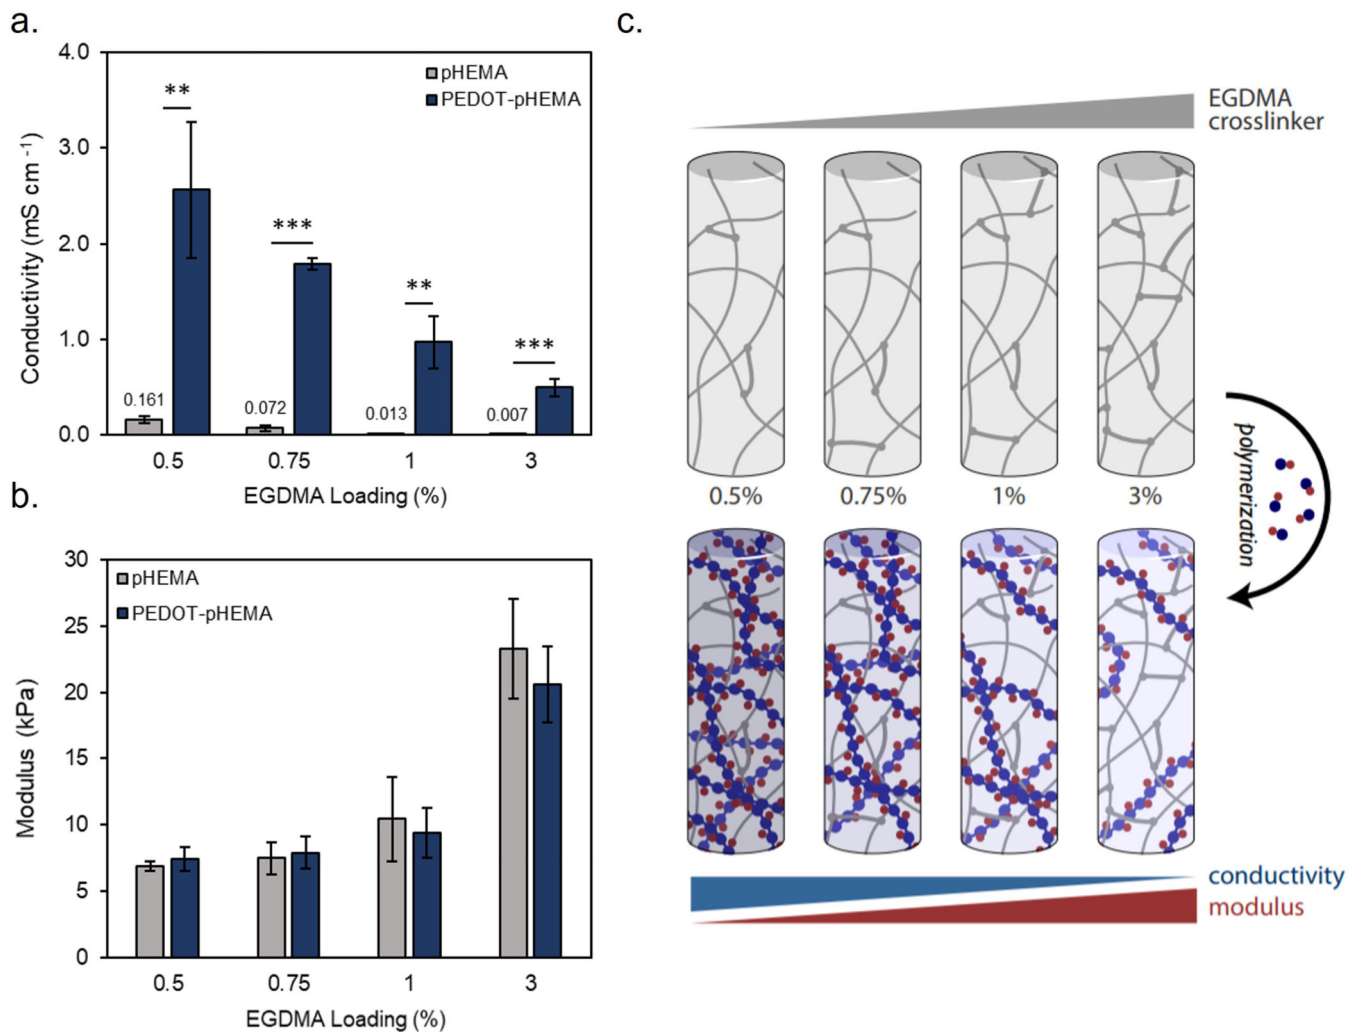 a.
4.0
3.0
2.0
1.0
0.0
Conductivity (mS cm⁻¹)
pHEMA
PEDOT-pHEMA
**
***
**
***
0.161
0.072
0.013
0.007
0.5
0.75
1
3
EGDMA Loading (%)
b.
30
25
20
15
10
5
0
Modulus (kPa)
pHEMA
PEDOT-pHEMA
0.5
0.75
1
3
EGDMA Loading (%)
c.
EGDMA
crosslinker
0.5%
0.75%
1%
3%
polymerization
conductivity
modulus